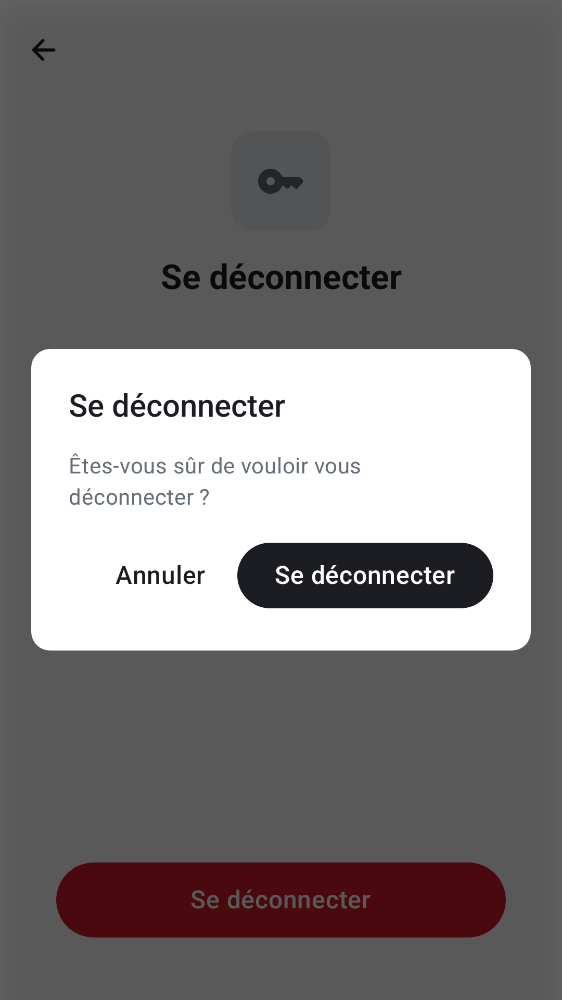 Se déconnecter
Se déconnecter
Êtes-vous sûr de vouloir vous
déconnecter ?
Annuler
Se déconnecter
Se déconnecter